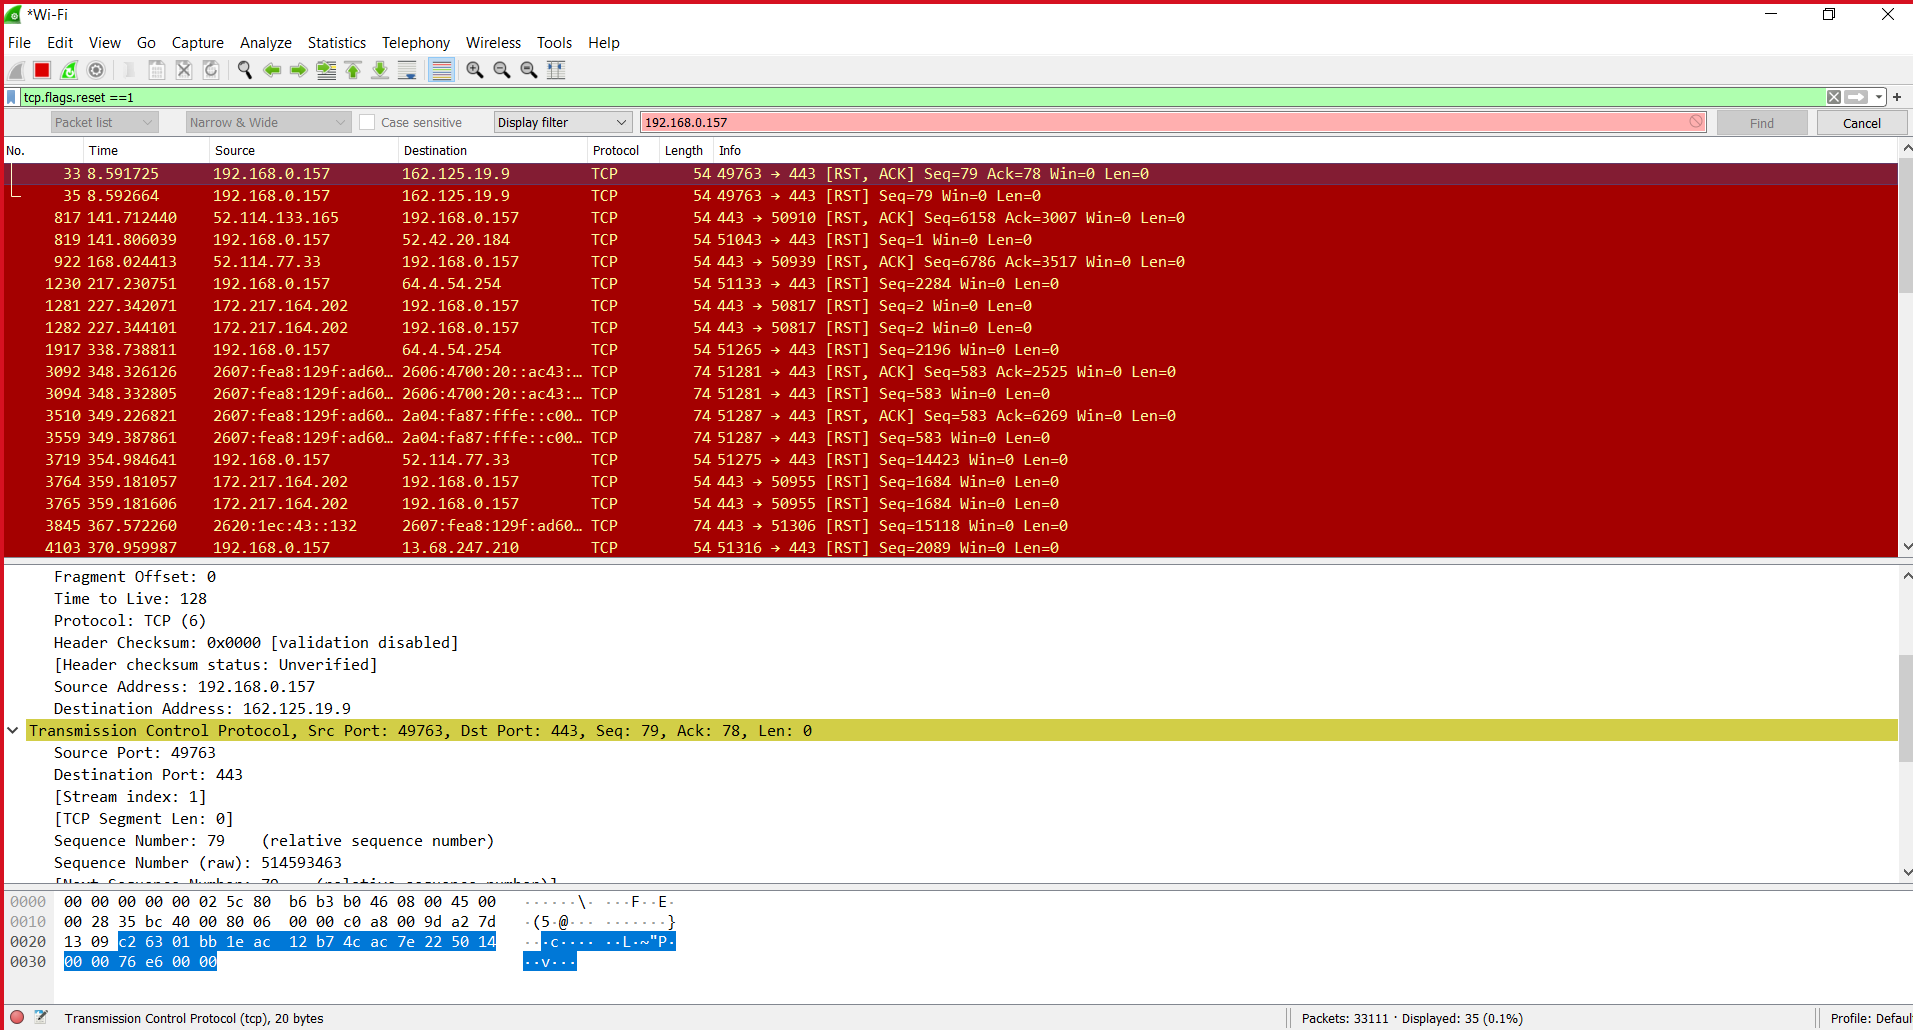 *Wi-Fi
File Edit View Go Capture Analyze Statistics Telephony Wireless Tools Help
tcp.flags.reset ==1
Packet list Narrow & Wide Case sensitive Display filter 192.168.0.157 Find Cancel
No. Time Source Destination Protocol Length Info
33 8.591725 192.168.0.157 162.125.19.9 TCP 54 49763 → 443 [RST, ACK] Seq=79 Ack=78 Win=0 Len=0
35 8.592664 192.168.0.157 162.125.19.9 TCP 54 49763 → 443 [RST] Seq=79 Win=0 Len=0
817 141.712440 52.114.133.165 192.168.0.157 TCP 54 443 → 50910 [RST, ACK] Seq=6158 Ack=3007 Win=0 Len=0
819 141.806039 192.168.0.157 52.42.20.184 TCP 54 51043 → 443 [RST] Seq=1 Win=0 Len=0
922 168.024413 52.114.77.33 192.168.0.157 TCP 54 443 → 50939 [RST, ACK] Seq=6786 Ack=3517 Win=0 Len=0
1230 217.230751 192.168.0.157 64.4.54.254 TCP 54 51133 → 443 [RST] Seq=2284 Win=0 Len=0
1281 227.342071 172.217.164.202 192.168.0.157 TCP 54 443 → 50817 [RST] Seq=2 Win=0 Len=0
1282 227.344101 172.217.164.202 192.168.0.157 TCP 54 443 → 50817 [RST] Seq=2 Win=0 Len=0
1917 338.738811 192.168.0.157 64.4.54.254 TCP 54 51265 → 443 [RST] Seq=2196 Win=0 Len=0
3092 348.326126 2607:fea8:129f:ad60… 2606:4700:20::ac43:… TCP 74 51281 → 443 [RST, ACK] Seq=583 Ack=2525 Win=0 Len=0
3094 348.332805 2607:fea8:129f:ad60… 2606:4700:20::ac43:… TCP 74 51281 → 443 [RST] Seq=583 Win=0 Len=0
3510 349.226821 2607:fea8:129f:ad60… 2a04:fa87:fffe::c00… TCP 74 51287 → 443 [RST, ACK] Seq=583 Ack=6269 Win=0 Len=0
3559 349.387861 2607:fea8:129f:ad60… 2a04:fa87:fffe::c00… TCP 74 51287 → 443 [RST] Seq=583 Win=0 Len=0
3719 354.984641 192.168.0.157 52.114.77.33 TCP 54 51275 → 443 [RST] Seq=14423 Win=0 Len=0
3764 359.181057 172.217.164.202 192.168.0.157 TCP 54 443 → 50955 [RST] Seq=1684 Win=0 Len=0
3765 359.181606 172.217.164.202 192.168.0.157 TCP 54 443 → 50955 [RST] Seq=1684 Win=0 Len=0
3845 367.572260 2620:1ec:43::132 2607:fea8:129f:ad60… TCP 74 443 → 51306 [RST] Seq=15118 Win=0 Len=0
4103 370.959987 192.168.0.157 13.68.247.210 TCP 54 51316 → 443 [RST] Seq=2089 Win=0 Len=0
Fragment Offset: 0
Time to Live: 128
Protocol: TCP (6)
Header Checksum: 0x0000 [validation disabled]
[Header checksum status: Unverified]
Source Address: 192.168.0.157
Destination Address: 162.125.19.9
Transmission Control Protocol, Src Port: 49763, Dst Port: 443, Seq: 79, Ack: 78, Len: 0
Source Port: 49763
Destination Port: 443
[Stream index: 1]
[TCP Segment Len: 0]
Sequence Number: 79 (relative sequence number)
Sequence Number (raw): 514593463
[Next Sequence Number: 79 (relative sequence number)]
0000 00 00 00 00 00 02 5c 80 b6 b3 b0 46 08 00 45 00 ······\· ···F··E·
0010 00 28 35 bc 40 00 80 06 00 00 c0 a8 00 9d a2 7d ·(5·@··· ·······}
0020 13 09 c2 63 01 bb 1e ac 12 b7 4c ac 7e 22 50 14 ···c···· ··L·~"P·
0030 00 00 76 e6 00 00 ··v···
Transmission Control Protocol (tcp), 20 bytes
Packets: 33111 · Displayed: 35 (0.1%)
Profile: Defaul